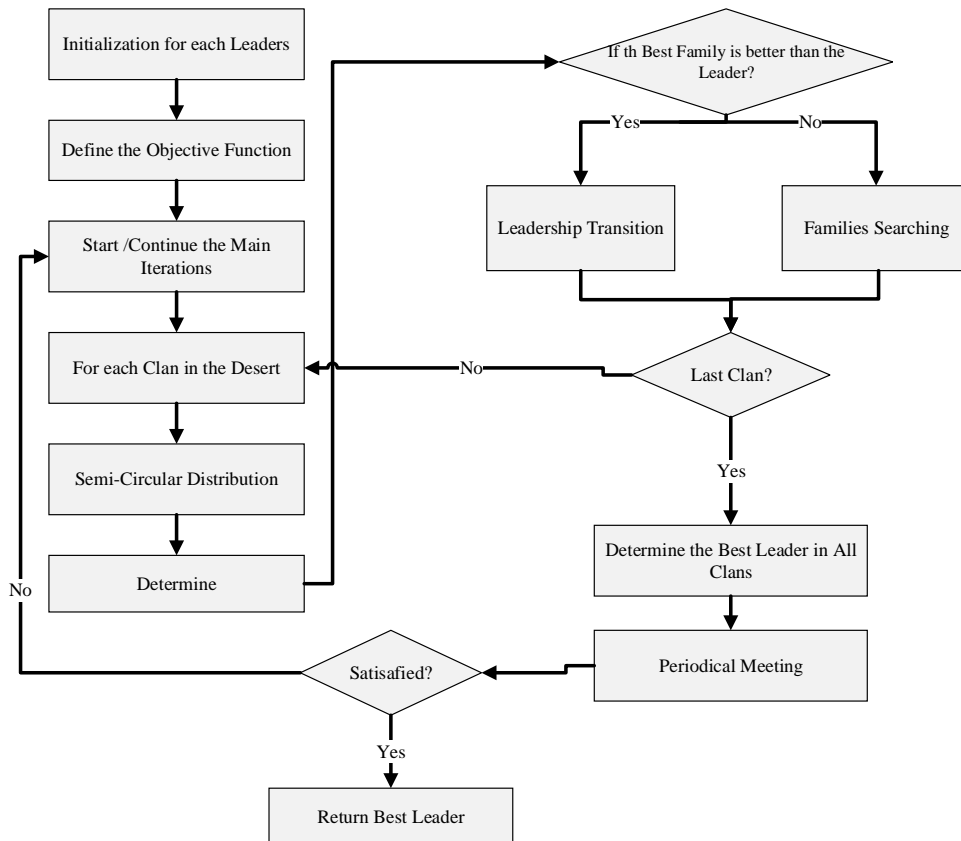 Initialization for each Leaders
Define the Objective Function
Start /Continue the Main
Iterations
For each Clan in the Desert
Semi-Circular Distribution
Determine
If th Best Family is better than the
Leader?
Yes
No
Leadership Transition
Families Searching
Last Clan?
No
Yes
Determine the Best Leader in All
Clans
Periodical Meeting
Satisafied?
No
Yes
Return Best Leader